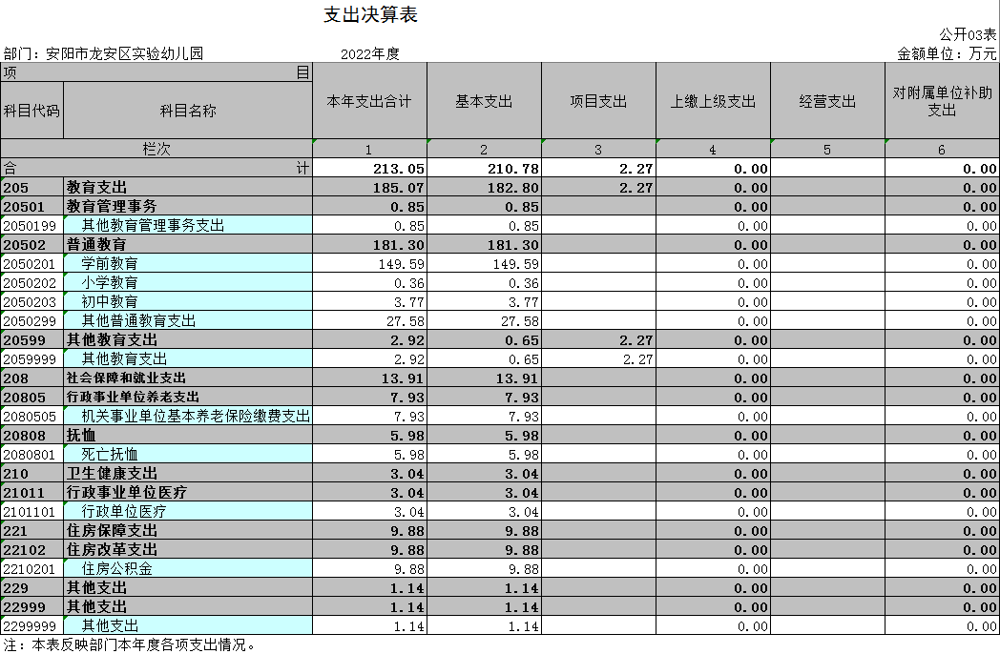 支出决算表
公开03表
部门：安阳市龙安区实验幼儿园 2022年度 金额单位：万元
项 目 本年支出合计 基本支出 项目支出 上缴上级支出 经营支出 对附属单位补助支出
科目代码 科目名称
栏次 1 2 3 4 5 6
合 计 213.05 210.78 2.27 0.00 0.00
205 教育支出 185.07 182.80 2.27 0.00 0.00
20501 教育管理事务 0.85 0.85 0.00 0.00
2050199 其他教育管理事务支出 0.85 0.85 0.00 0.00
20502 普通教育 181.30 181.30 0.00 0.00
2050201 学前教育 149.59 149.59 0.00 0.00
2050202 小学教育 0.36 0.36 0.00 0.00
2050203 初中教育 3.77 3.77 0.00 0.00
2050299 其他普通教育支出 27.58 27.58 0.00 0.00
20599 其他教育支出 2.92 0.65 2.27 0.00 0.00
2059999 其他教育支出 2.92 0.65 2.27 0.00 0.00
208 社会保障和就业支出 13.91 13.91 0.00 0.00
20805 行政事业单位养老支出 7.93 7.93 0.00 0.00
2080505 机关事业单位基本养老保险缴费支出 7.93 7.93 0.00 0.00
20808 抚恤 5.98 5.98 0.00 0.00
2080801 死亡抚恤 5.98 5.98 0.00 0.00
210 卫生健康支出 3.04 3.04 0.00 0.00
21011 行政事业单位医疗 3.04 3.04 0.00 0.00
2101101 行政单位医疗 3.04 3.04 0.00 0.00
221 住房保障支出 9.88 9.88 0.00 0.00
22102 住房改革支出 9.88 9.88 0.00 0.00
2210201 住房公积金 9.88 9.88 0.00 0.00
229 其他支出 1.14 1.14 0.00 0.00
22999 其他支出 1.14 1.14 0.00 0.00
2299999 其他支出 1.14 1.14 0.00 0.00
注：本表反映部门本年度各项支出情况。